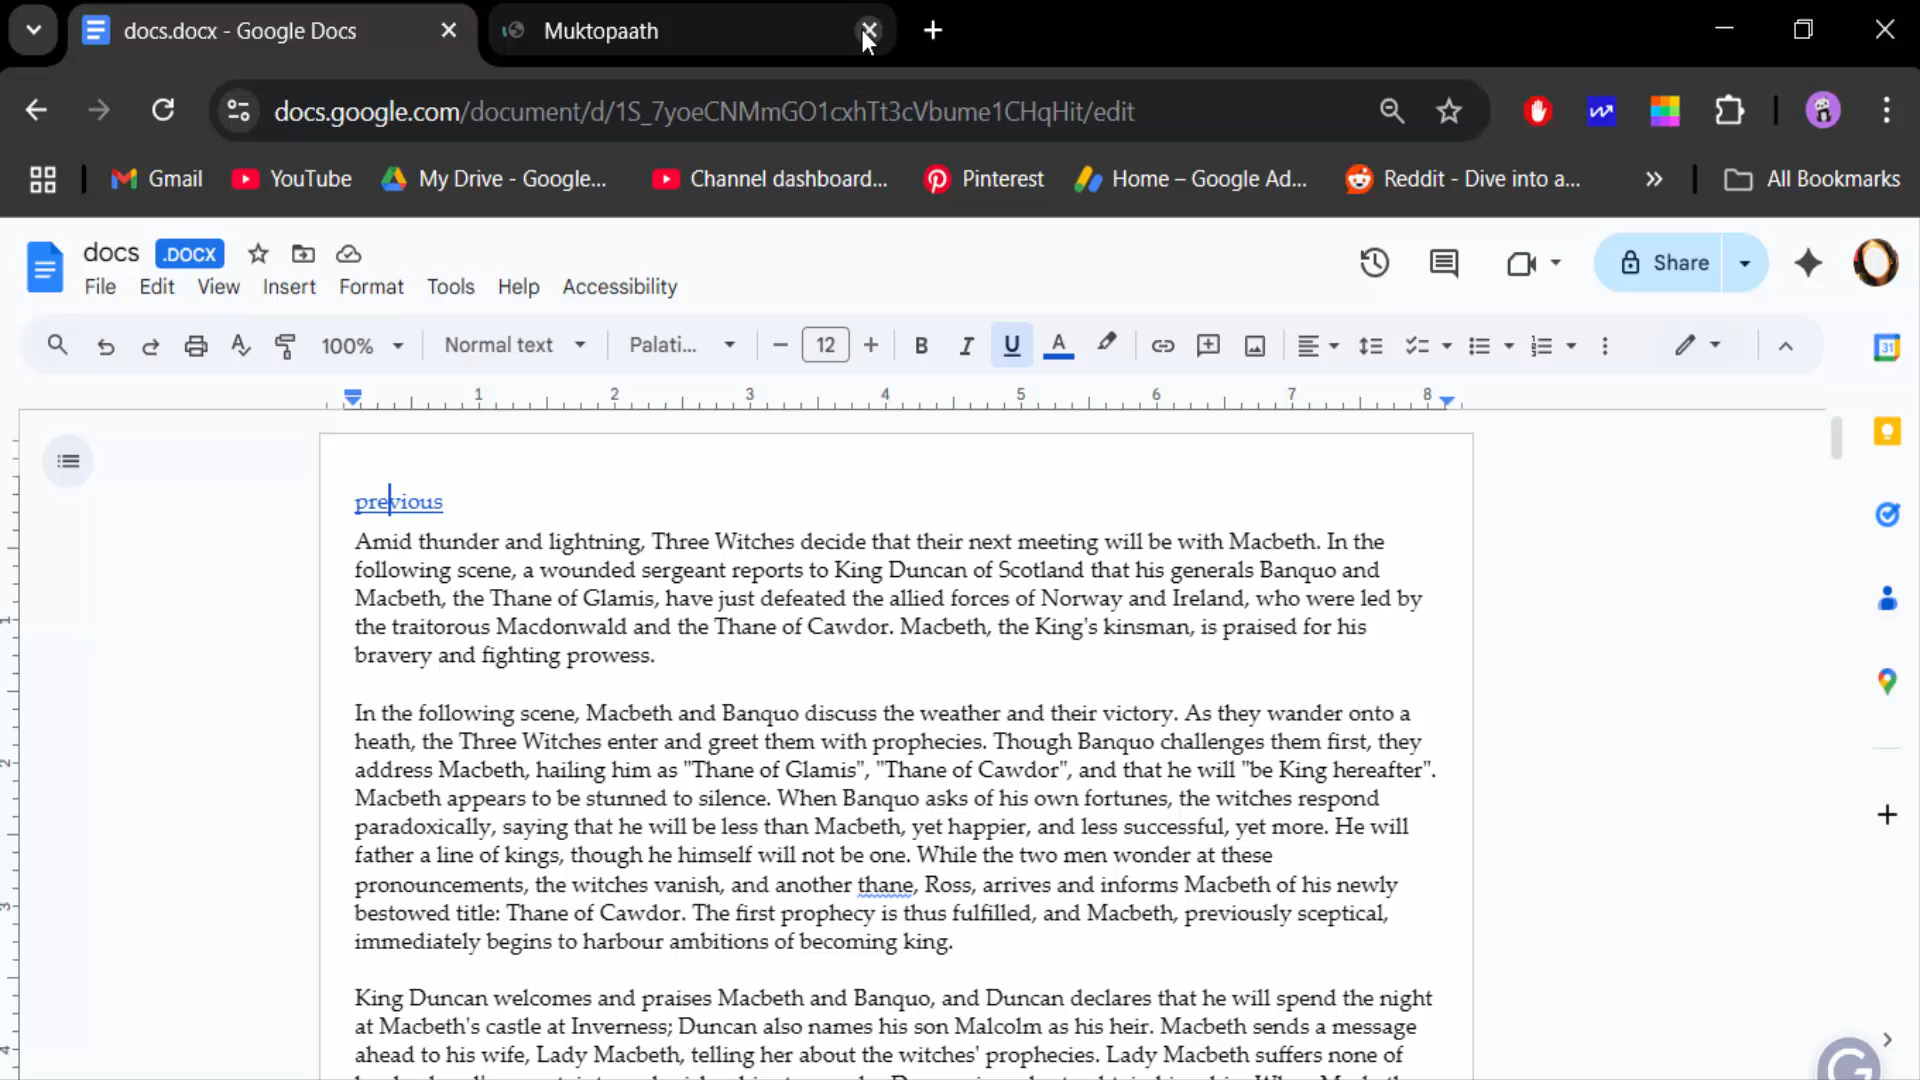 docs.docx - Google Docs
Muktopaath
docs.google.com/document/d/1S_7yoeCNMmGO1cxhTt3cVbume1CHqHit/edit
Gmail
YouTube
My Drive - Google...
Channel dashboard...
Pinterest
Home – Google Ad...
Reddit - Dive into a...
All Bookmarks
docs .DOCX
Share
File Edit View Insert Format Tools Help Accessibility
100% Normal text Palati... 12 B I U A
31
1 2 3 4 5 6 7 8
previous
Amid thunder and lightning, Three Witches decide that their next meeting will be with Macbeth. In the
following scene, a wounded sergeant reports to King Duncan of Scotland that his generals Banquo and
Macbeth, the Thane of Glamis, have just defeated the allied forces of Norway and Ireland, who were led by
the traitorous Macdonwald and the Thane of Cawdor. Macbeth, the King's kinsman, is praised for his
bravery and fighting prowess.
In the following scene, Macbeth and Banquo discuss the weather and their victory. As they wander onto a
heath, the Three Witches enter and greet them with prophecies. Though Banquo challenges them first, they
address Macbeth, hailing him as "Thane of Glamis", "Thane of Cawdor", and that he will "be King hereafter".
Macbeth appears to be stunned to silence. When Banquo asks of his own fortunes, the witches respond
paradoxically, saying that he will be less than Macbeth, yet happier, and less successful, yet more. He will
father a line of kings, though he himself will not be one. While the two men wonder at these
pronouncements, the witches vanish, and another thane, Ross, arrives and informs Macbeth of his newly
bestowed title: Thane of Cawdor. The first prophecy is thus fulfilled, and Macbeth, previously sceptical,
immediately begins to harbour ambitions of becoming king.
King Duncan welcomes and praises Macbeth and Banquo, and Duncan declares that he will spend the night
at Macbeth's castle at Inverness; Duncan also names his son Malcolm as his heir. Macbeth sends a message
ahead to his wife, Lady Macbeth, telling her about the witches' prophecies. Lady Macbeth suffers none of